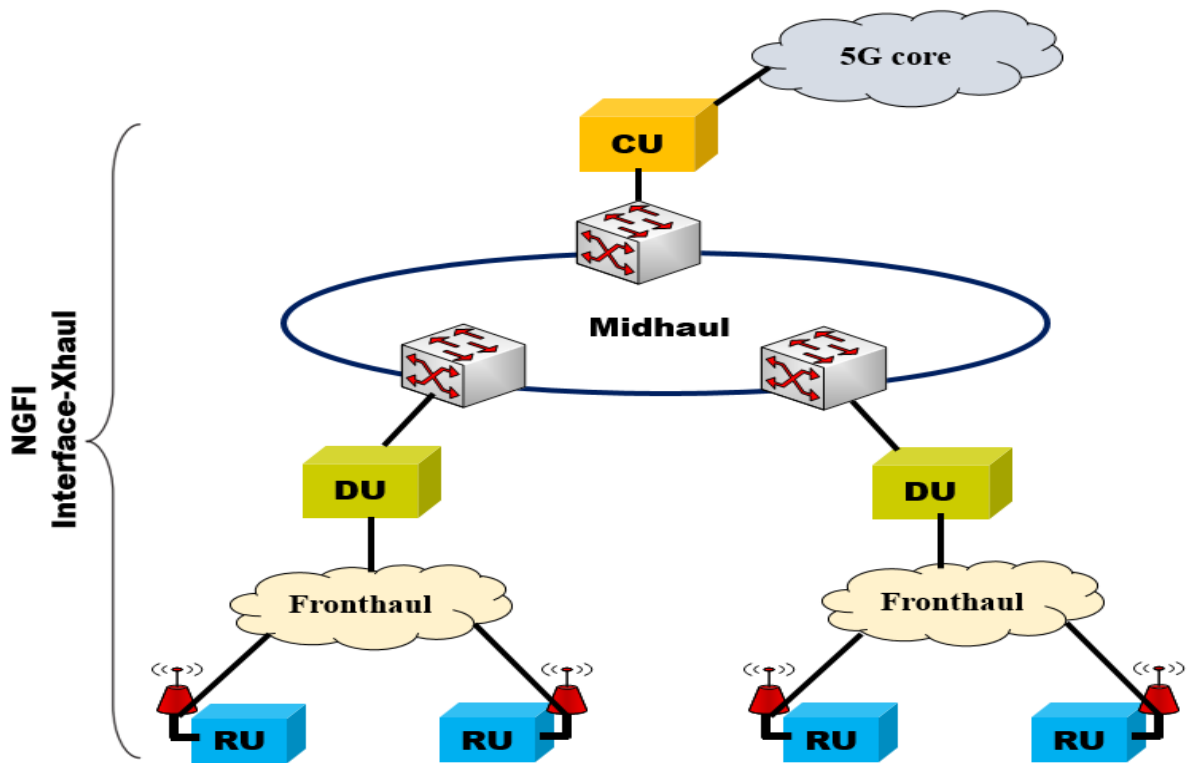 5G core
CU
Midhaul
NGFI
Interface-Xhaul
DU
DU
Fronthaul
Fronthaul
RU
RU
RU
RU